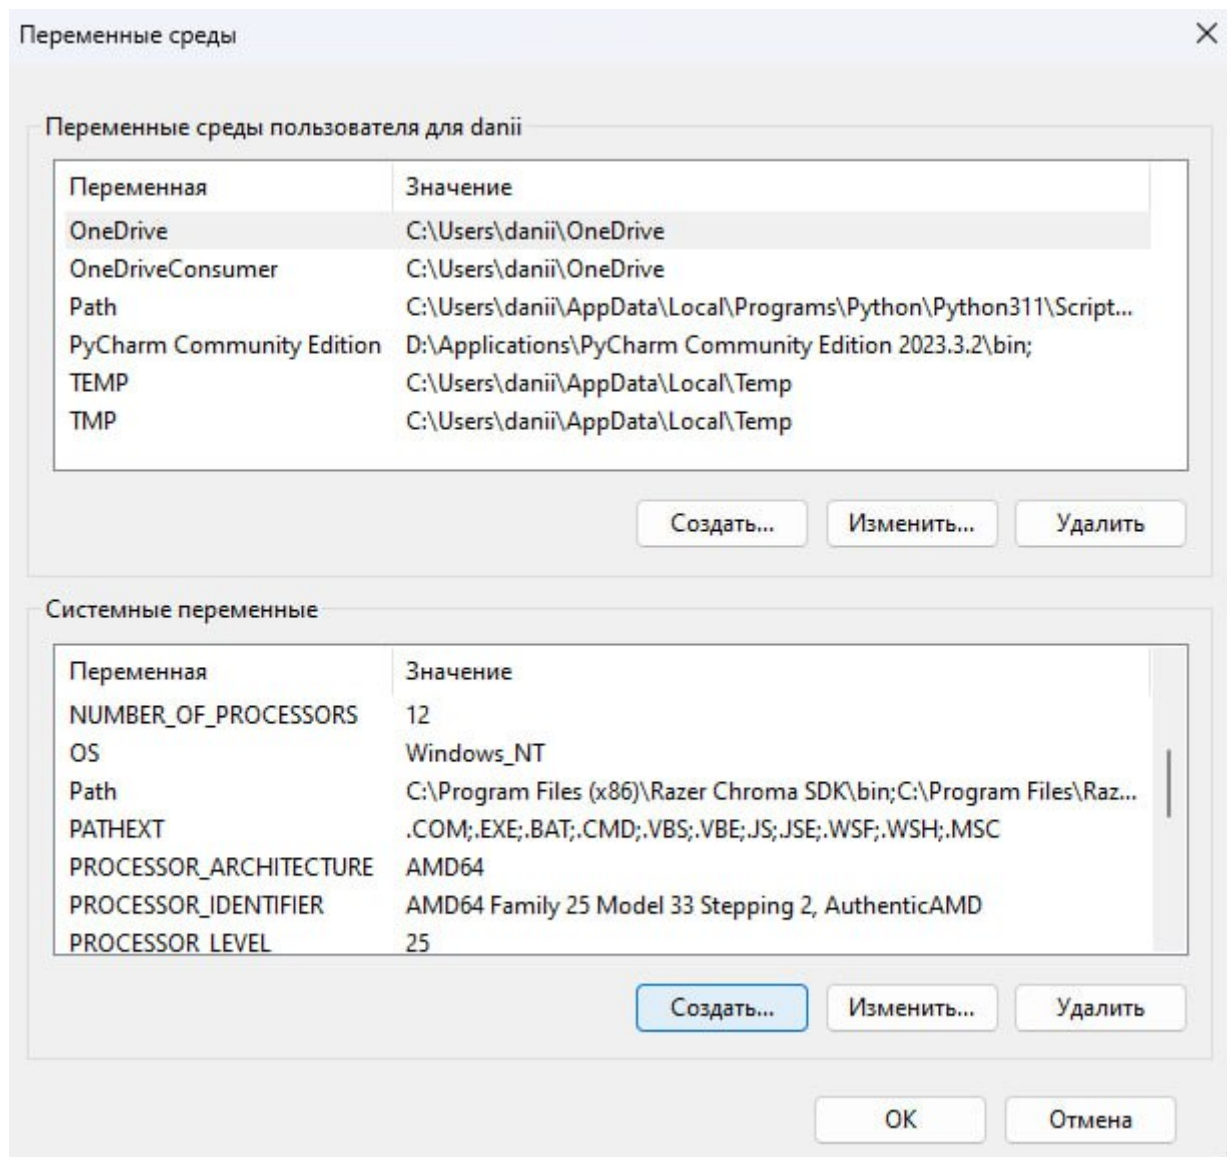 Переменные среды
Переменные среды пользователя для danii
Переменная Значение
OneDrive C:\Users\danii\OneDrive
OneDriveConsumer C:\Users\danii\OneDrive
Path C:\Users\danii\AppData\Local\Programs\Python\Python311\Script...
PyCharm Community Edition D:\Applications\PyCharm Community Edition 2023.3.2\bin;
TEMP C:\Users\danii\AppData\Local\Temp
TMP C:\Users\danii\AppData\Local\Temp
Создать... Изменить... Удалить
Системные переменные
Переменная Значение
NUMBER_OF_PROCESSORS 12
OS Windows_NT
Path C:\Program Files (x86)\Razer Chroma SDK\bin;C:\Program Files\Raz...
PATHEXT .COM;.EXE;.BAT;.CMD;.VBS;.VBE;.JS;.JSE;.WSF;.WSH;.MSC
PROCESSOR_ARCHITECTURE AMD64
PROCESSOR_IDENTIFIER AMD64 Family 25 Model 33 Stepping 2, AuthenticAMD
PROCESSOR_LEVEL 25
Создать... Изменить... Удалить
ОК Отмена